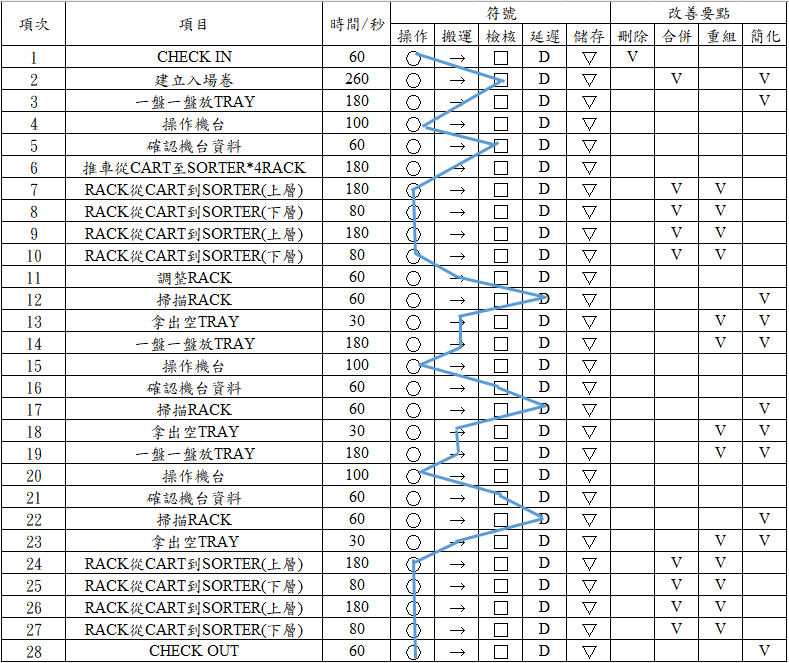 項次 項目 時間/秒 符號 改善要點
操作 搬運 檢核 延遲 儲存 刪除 合併 重組 簡化
1 CHECK IN 60 ○ → □ D ▽ V
2 建立入場卷 260 ○ → □ D ▽ V V
3 一盤一盤放TRAY 180 ○ → □ D ▽ V
4 操作機台 100 ○ → □ D ▽
5 確認機台資料 60 ○ → □ D ▽
6 推車從CART至SORTER*4RACK 180 ○ → □ D ▽
7 RACK從CART到SORTER(上層) 180 ○ → □ D ▽ V V
8 RACK從CART到SORTER(下層) 80 ○ → □ D ▽ V V
9 RACK從CART到SORTER(上層) 180 ○ → □ D ▽ V V
10 RACK從CART到SORTER(下層) 80 ○ → □ D ▽ V V
11 調整RACK 60 ○ → □ D ▽
12 掃描RACK 60 ○ → □ D ▽ V
13 拿出空TRAY 30 ○ → □ D ▽ V V
14 一盤一盤放TRAY 180 ○ → □ D ▽ V V
15 操作機台 100 ○ → □ D ▽
16 確認機台資料 60 ○ → □ D ▽
17 掃描RACK 60 ○ → □ D ▽ V
18 拿出空TRAY 30 ○ → □ D ▽ V V
19 一盤一盤放TRAY 180 ○ → □ D ▽ V V
20 操作機台 100 ○ → □ D ▽
21 確認機台資料 60 ○ → □ D ▽
22 掃描RACK 60 ○ → □ D ▽ V
23 拿出空TRAY 30 ○ → □ D ▽ V V
24 RACK從CART到SORTER(上層) 180 ○ → □ D ▽ V V
25 RACK從CART到SORTER(下層) 80 ○ → □ D ▽ V V
26 RACK從CART到SORTER(上層) 180 ○ → □ D ▽ V V
27 RACK從CART到SORTER(下層) 80 ○ → □ D ▽ V V
28 CHECK OUT 60 ○ → □ D ▽ V